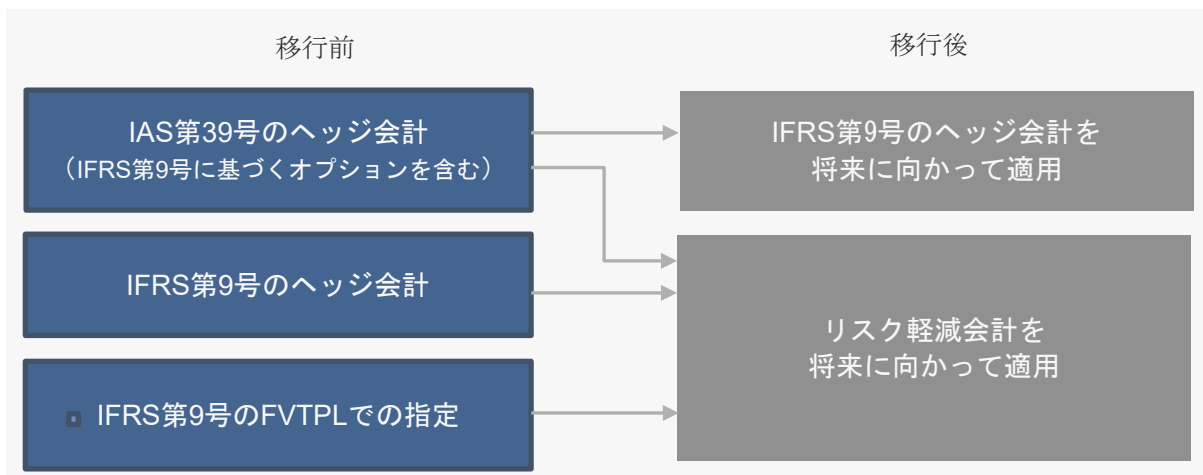 移行前
移行後
IAS第39号のヘッジ会計
（IFRS第9号に基づくオプションを含む）
IFRS第9号のヘッジ会計を
将来に向かって適用
IFRS第9号のヘッジ会計
リスク軽減会計を
将来に向かって適用
IFRS第9号のFVTPLでの指定